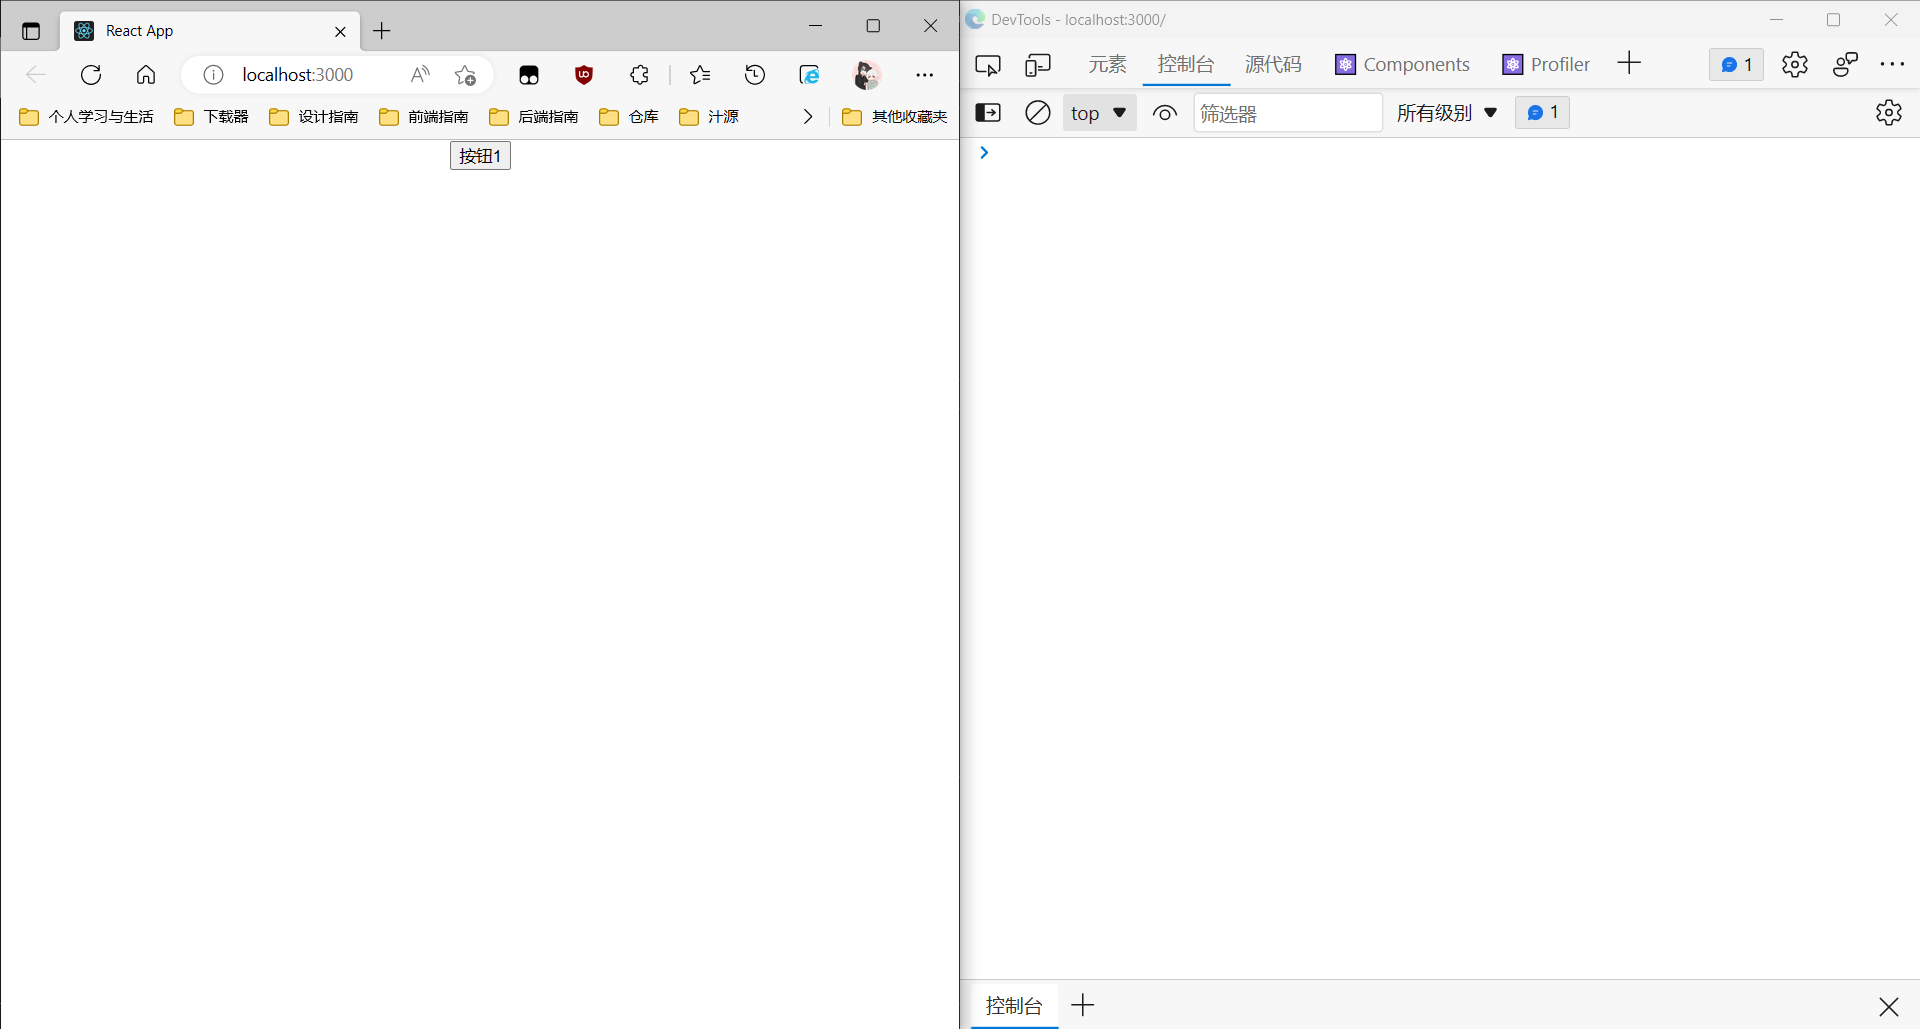 React App
localhost:3000
个人学习与生活 下载器 设计指南 前端指南 后端指南 仓库 汁源 其他收藏夹
按钮1
DevTools - localhost:3000/
元素 控制台 源代码 Components Profiler 1
top 筛选器 所有级别 1
控制台